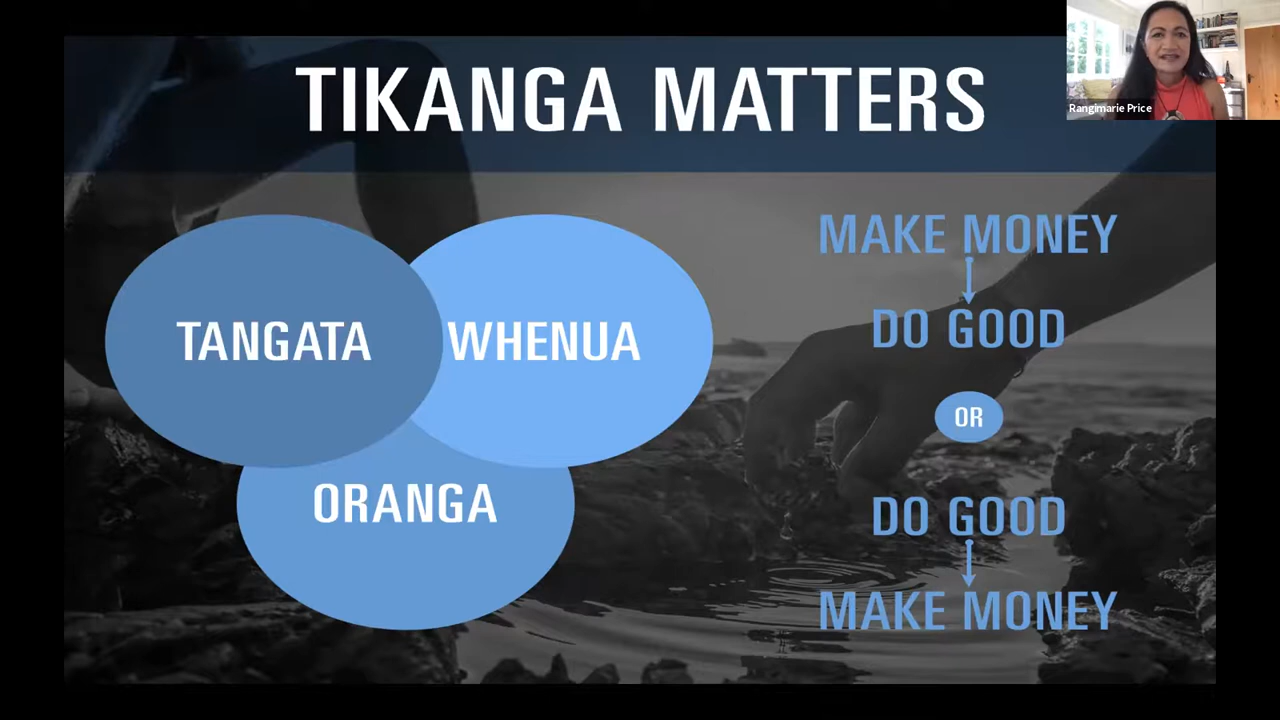 TIKANGA MATTERS
Rangimarie Price
TANGATA
WHENUA
ORANGA
MAKE MONEY
DO GOOD
OR
DO GOOD
MAKE MONEY